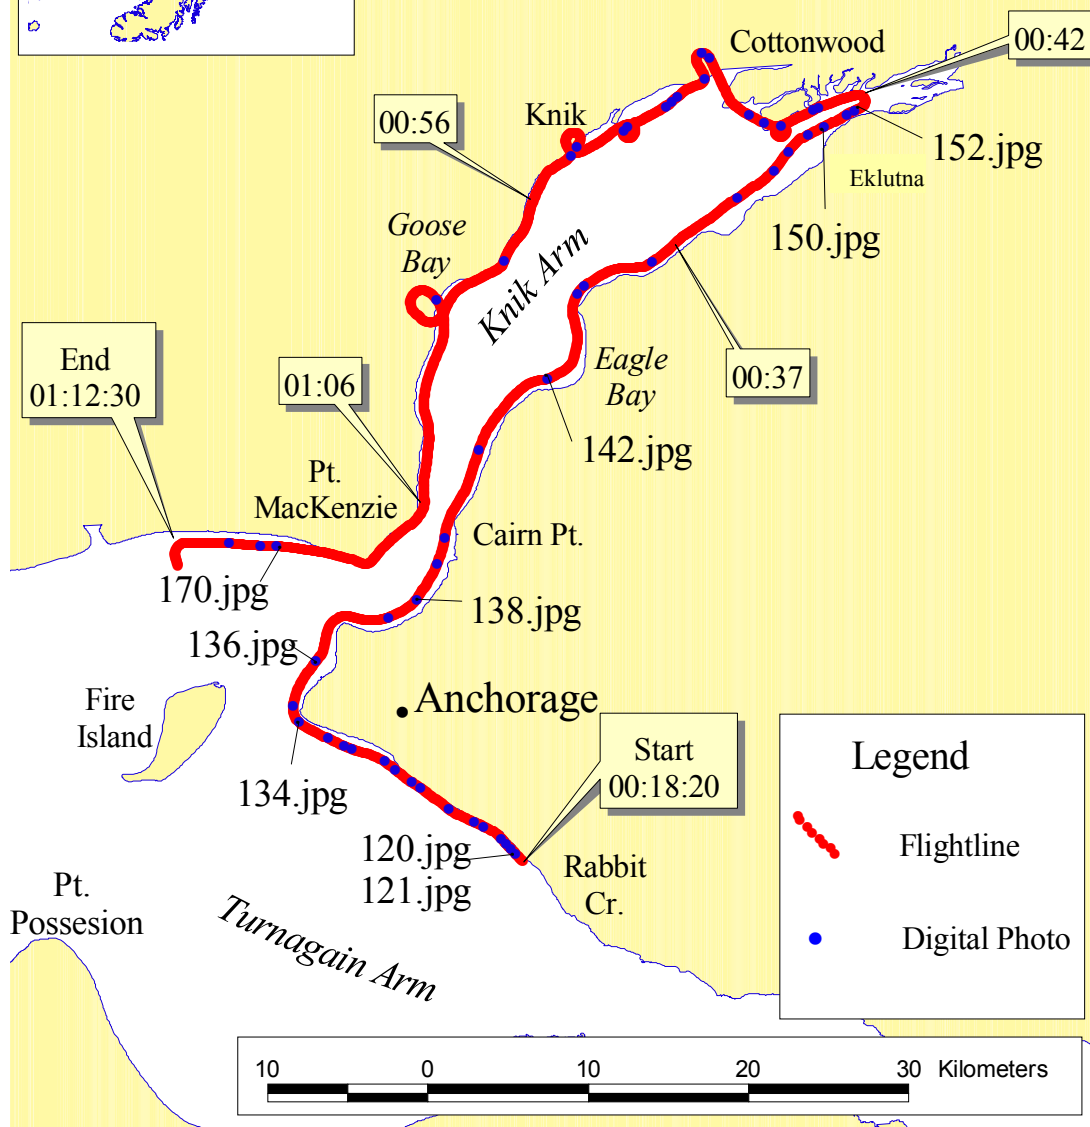 Cottonwood
00:42
00:56
Knik
152.jpg
Eklutna
150.jpg
Goose
Bay
Knik Arm
End
01:12:30
01:06
Eagle
Bay
00:37
142.jpg
Pt.
MacKenzie
Cairn Pt.
170.jpg
138.jpg
136.jpg
Anchorage
Fire
Island
Start
00:18:20
134.jpg
120.jpg
121.jpg
Rabbit
Cr.
Pt.
Possesion
Turnagain Arm
Legend
Flightline
Digital Photo
10 0 10 20 30 Kilometers